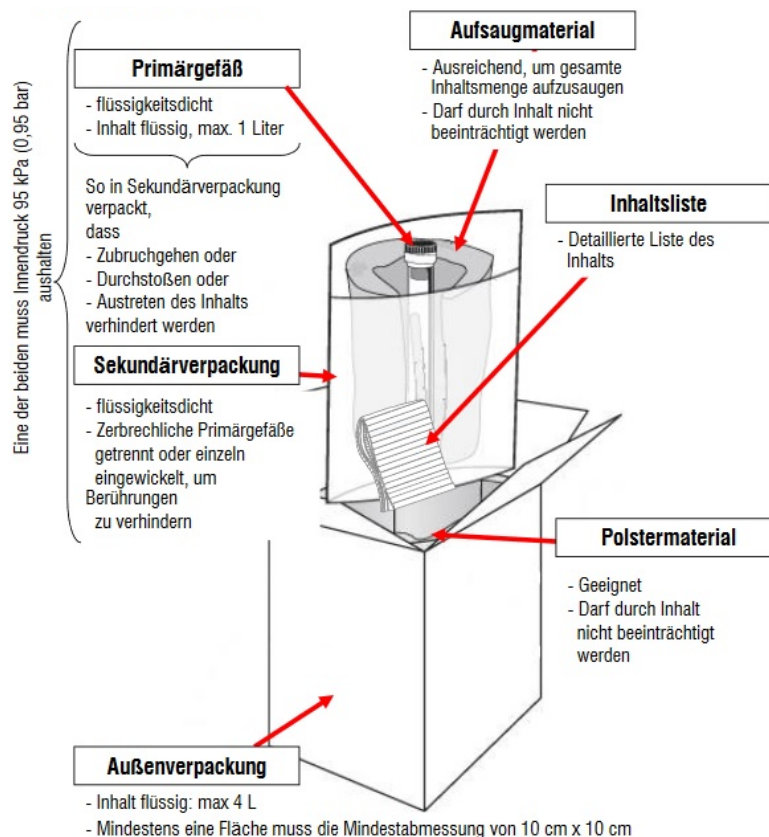 Eine der beiden muss Innendruck 95 kPa (0,95 bar)
aushalten
Primärgefäß
- flüssigkeitsdicht
- Inhalt flüssig, max. 1 Liter
So in Sekundärverpackung
verpackt,
dass
- Zubruchgehen oder
- Durchstoßen oder
- Austreten des Inhalts
verhindert werden
Sekundärverpackung
- flüssigkeitsdicht
- Zerbrechliche Primärgefäße
getrennt oder einzeln
eingewickelt, um
Berührungen
zu verhindern
Aufsaugmaterial
- Ausreichend, um gesamte
Inhaltsmenge aufzusaugen
- Darf durch Inhalt nicht
beeinträchtigt werden
Inhaltsliste
- Detaillierte Liste des
Inhalts
Polstermaterial
- Geeignet
- Darf durch Inhalt
nicht beeinträchtigt
werden
Außenverpackung
- Inhalt flüssig: max 4 L
- Mindestens eine Fläche muss die Mindestabmessung von 10 cm x 10 cm